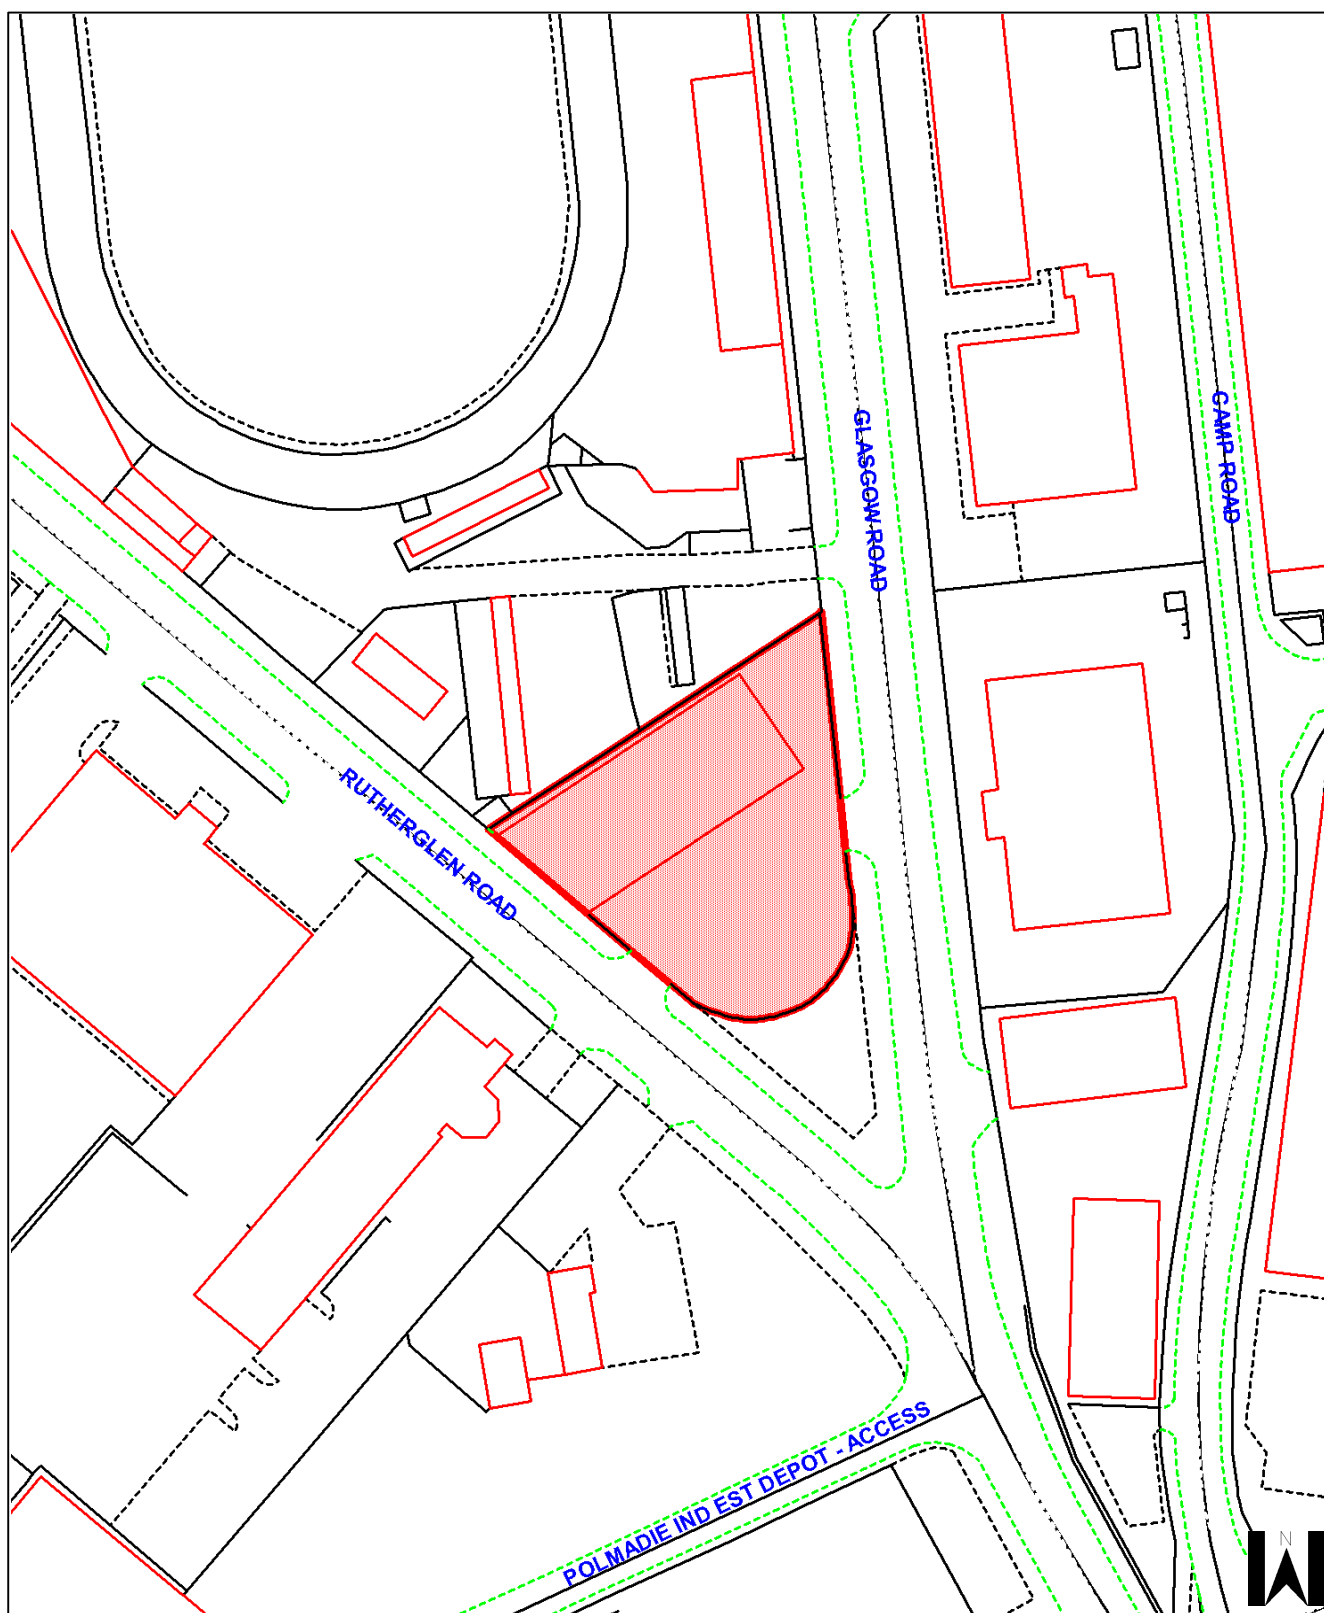 CAMP ROAD
GLASGOW ROAD
RUTHERGLEN ROAD
POLMADIE IND EST DEPOT - ACCESS
N